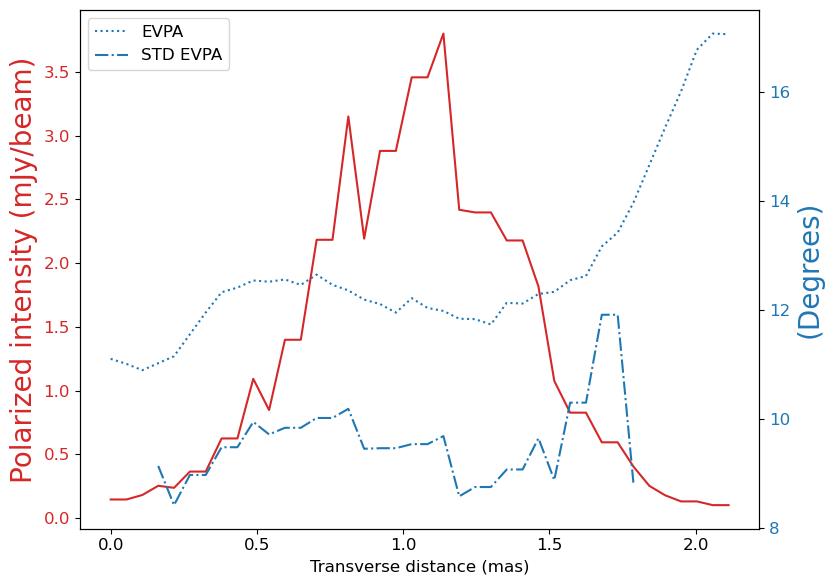 EVPA
STD EVPA
Polarized intensity (mJy/beam)
3.5
3.0
2.5
2.0
1.5
1.0
0.5
0.0
16
14
12
10
8
(Degrees)
0.0 0.5 1.0 1.5 2.0
Transverse distance (mas)